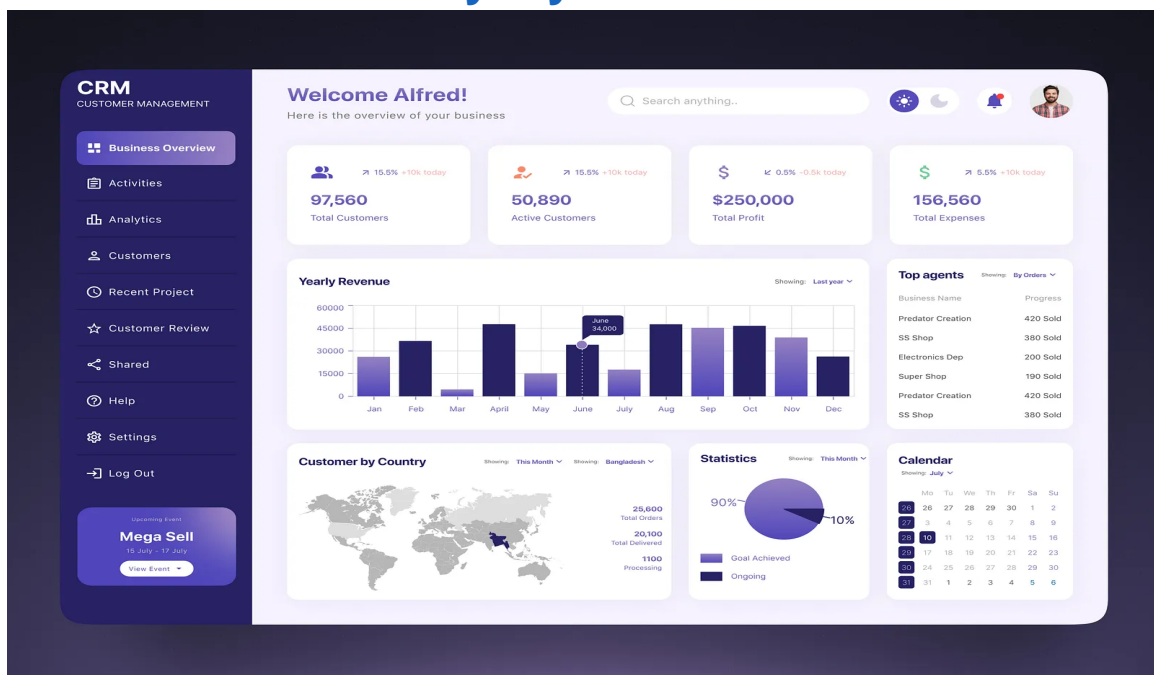 CRM
CUSTOMER MANAGEMENT
Business Overview
Activities
Analytics
Customers
Recent Project
Customer Review
Shared
Help
Settings
Log Out
Upcoming Event
Mega Sell
15 July - 17 July
View Event
Welcome Alfred!
Here is the overview of your business
Search anything..
15.5% +10k today
97,560
Total Customers
15.5% +10k today
50,890
Active Customers
$
0.5% -0.5k today
$250,000
Total Profit
$
5.5% +10k today
156,560
Total Expenses
Yearly Revenue
Showing: Last year
60000
45000
30000
15000
0
June
34,000
Jan Feb Mar April May June July Aug Sep Oct Nov Dec
Top agents Showing: By Orders
Business Name Progress
Predator Creation 420 Sold
SS Shop 380 Sold
Electronics Dep 200 Sold
Super Shop 190 Sold
Predator Creation 420 Sold
SS Shop 380 Sold
Customer by Country Showing: This Month Showing: Bangladesh
25,600
Total Orders
20,100
Total Delivered
1100
Processing
Statistics Showing: This Month
90%
10%
Goal Achieved
Ongoing
Calendar
Showing: July
Mo Tu We Th Fr Sa Su
26 26 27 28 29 30 1 2
27 3 4 5 6 7 8 9
28 10 11 12 13 14 15 16
29 17 18 19 20 21 22 23
30 24 25 26 27 28 29 30
31 31 1 2 3 4 5 6